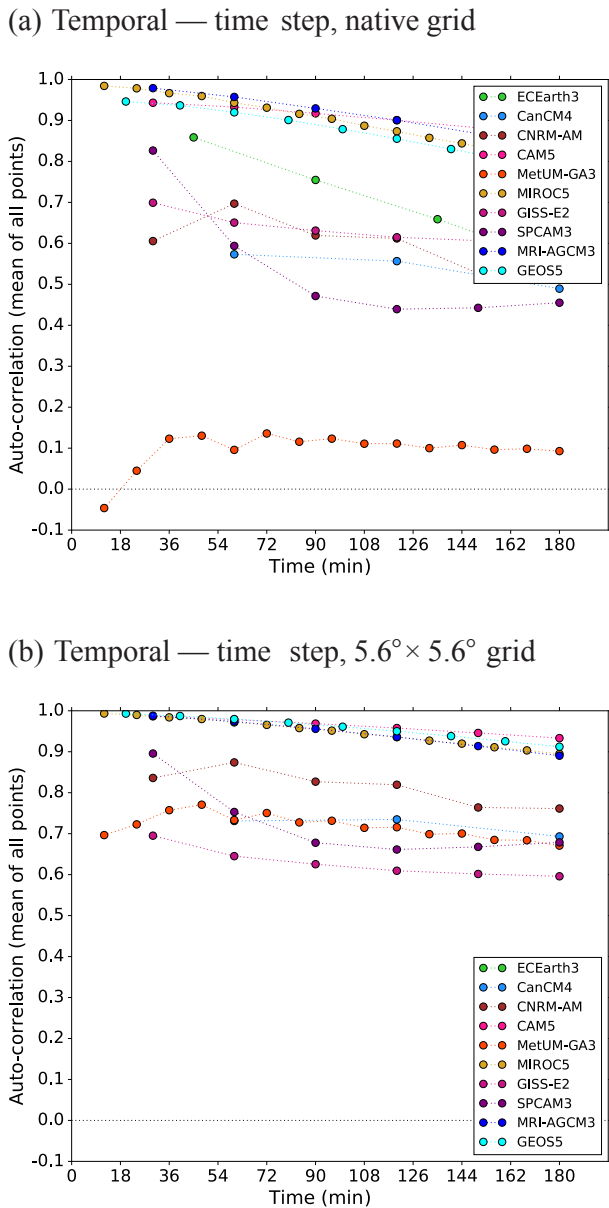 (a) Temporal — time step, native grid
1.0
0.9
0.8
0.7
0.6
0.5
0.4
0.3
0.2
0.1
0.0
-0.1
Auto-correlation (mean of all points)
ECEarth3
CanCM4
CNRM-AM
CAM5
MetUM-GA3
MIROC5
GISS-E2
SPCAM3
MRI-AGCM3
GEOS5
0 18 36 54 72 90 108 126 144 162 180
Time (min)
(b) Temporal — time step, 5.6° × 5.6° grid
1.0
0.9
0.8
0.7
0.6
0.5
0.4
0.3
0.2
0.1
0.0
-0.1
Auto-correlation (mean of all points)
ECEarth3
CanCM4
CNRM-AM
CAM5
MetUM-GA3
MIROC5
GISS-E2
SPCAM3
MRI-AGCM3
GEOS5
0 18 36 54 72 90 108 126 144 162 180
Time (min)